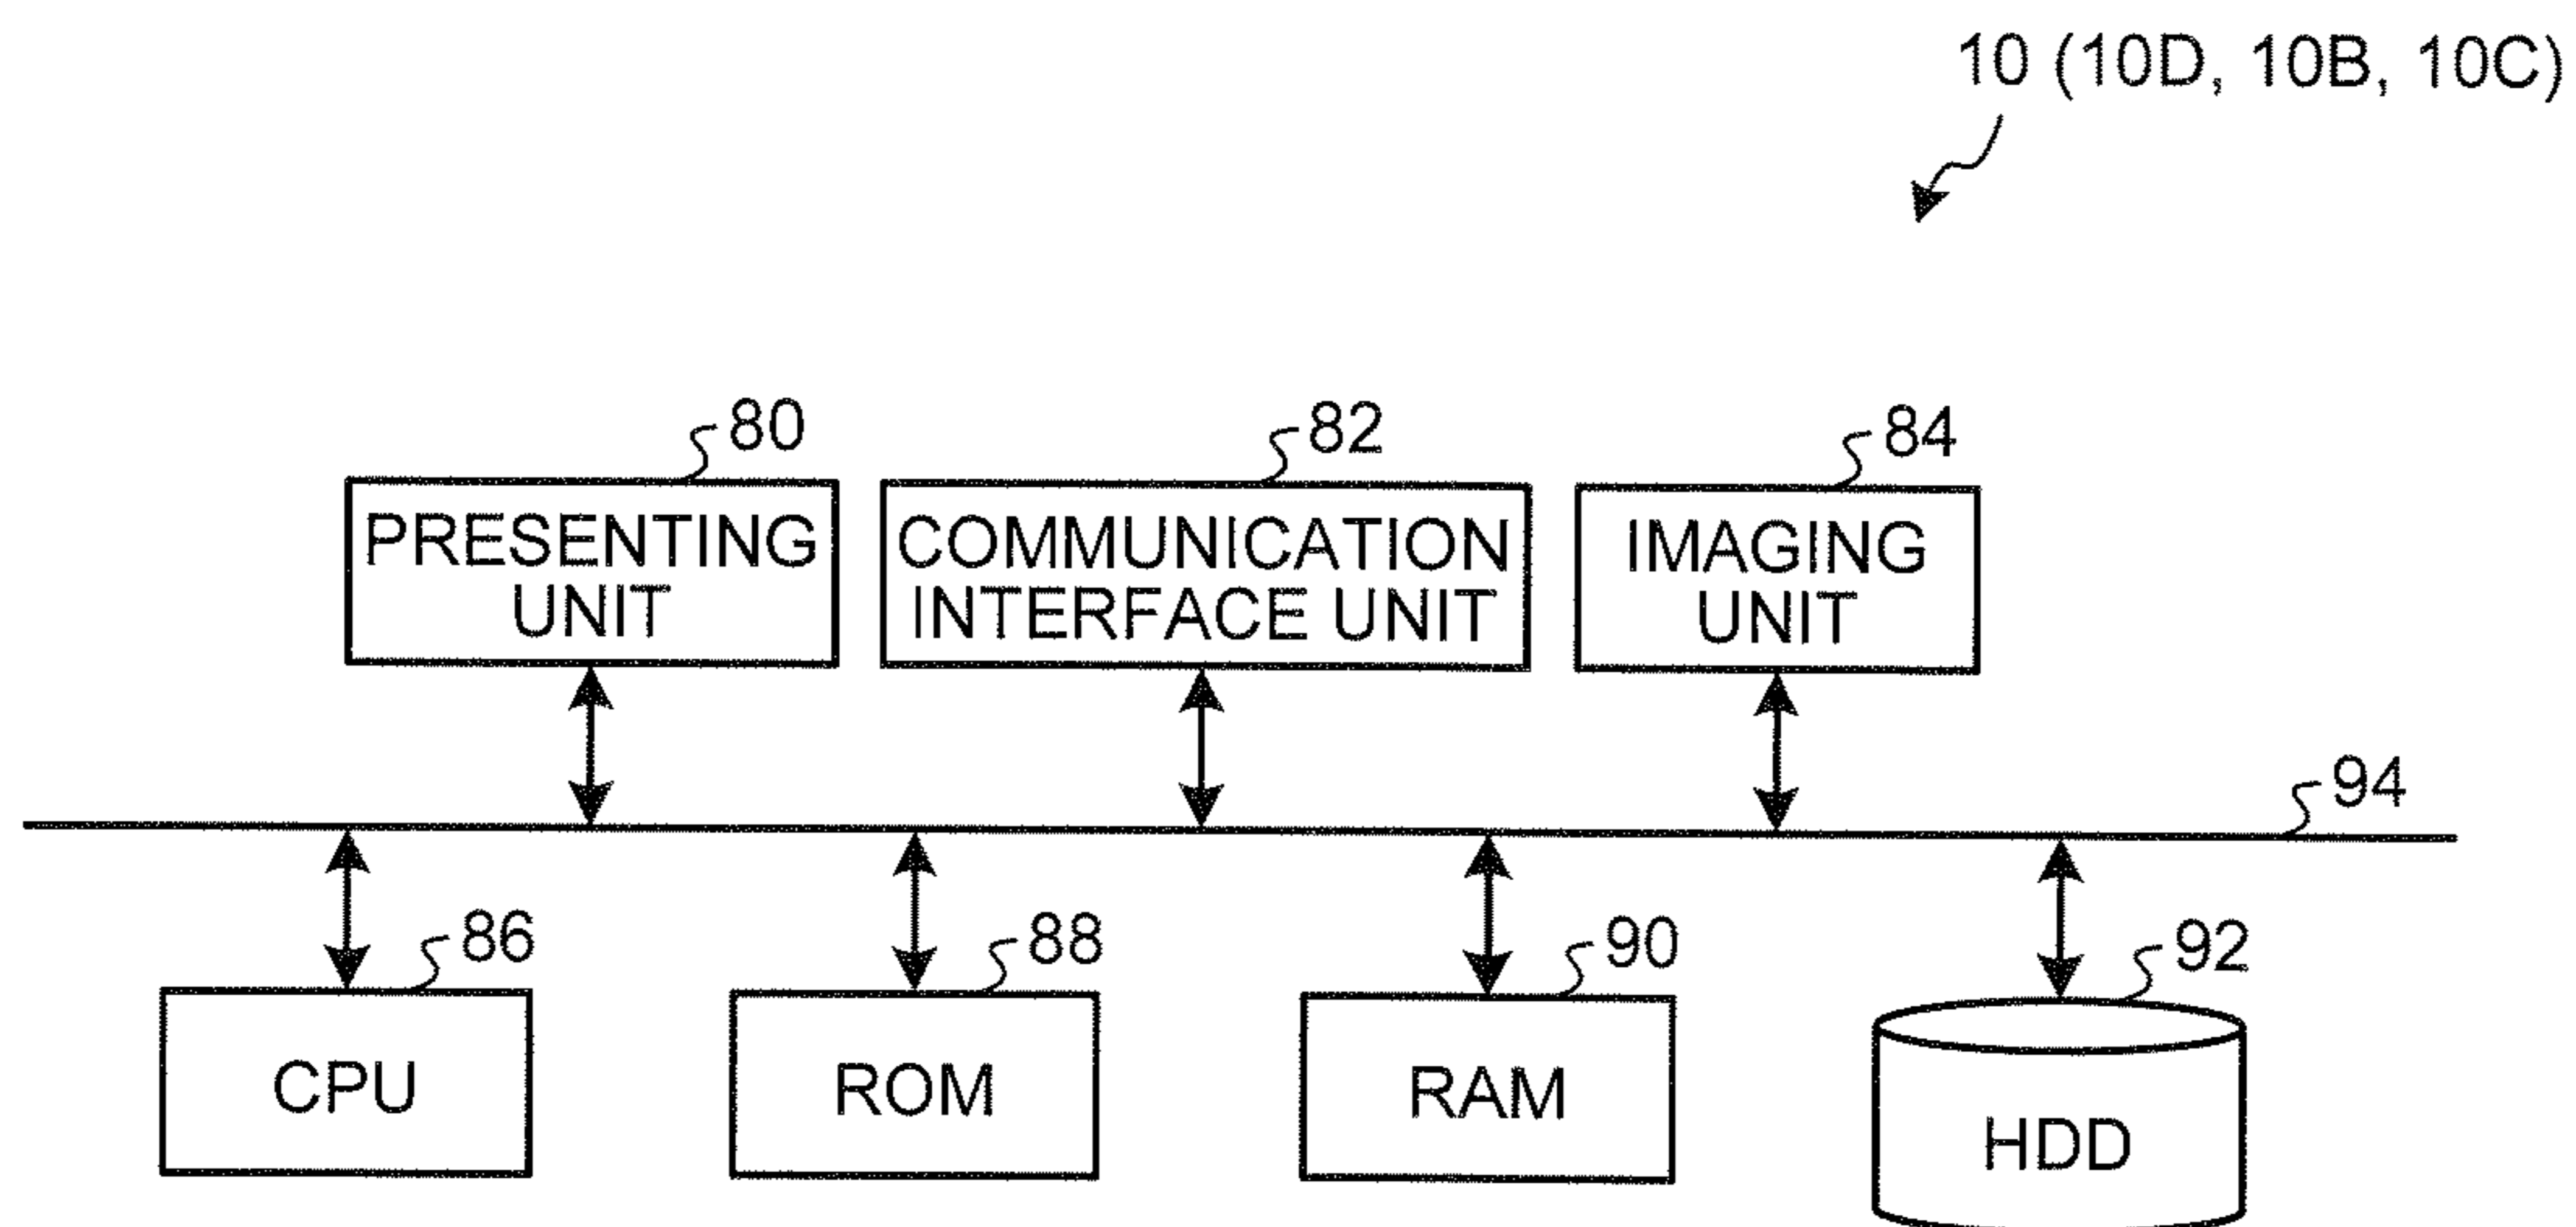 10 (10D, 10B, 10C)
80
82
84
PRESENTING
UNIT
COMMUNICATION
INTERFACE UNIT
IMAGING
UNIT
94
86
88
90
92
CPU
ROM
RAM
HDD